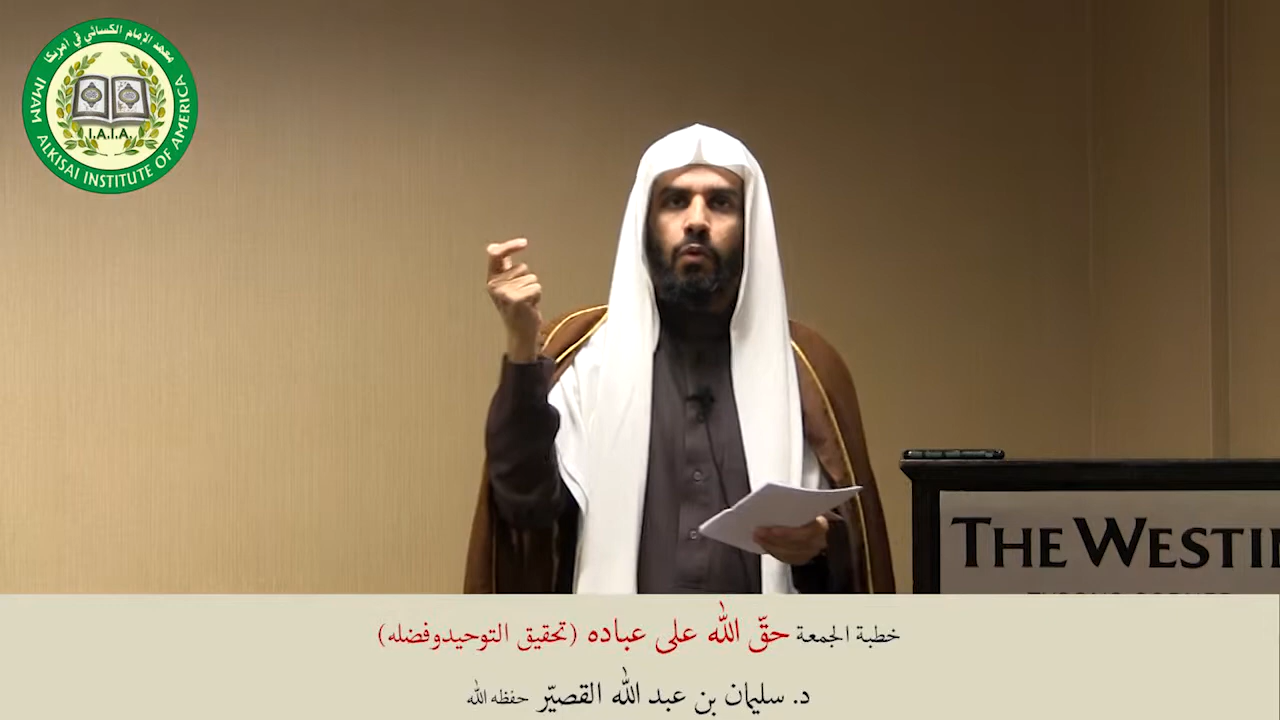 معهد الإمام الكسائي في أمريكا
I.A.I.A.
IMAM ALKISAI INSTITUTE OF AMERICA
THE WESTIN
خطبة الجمعة حقّ الله على عباده (تحقيق التوحيدوفضله)
د. سليمان بن عبد الله القصيّر حفظه الله